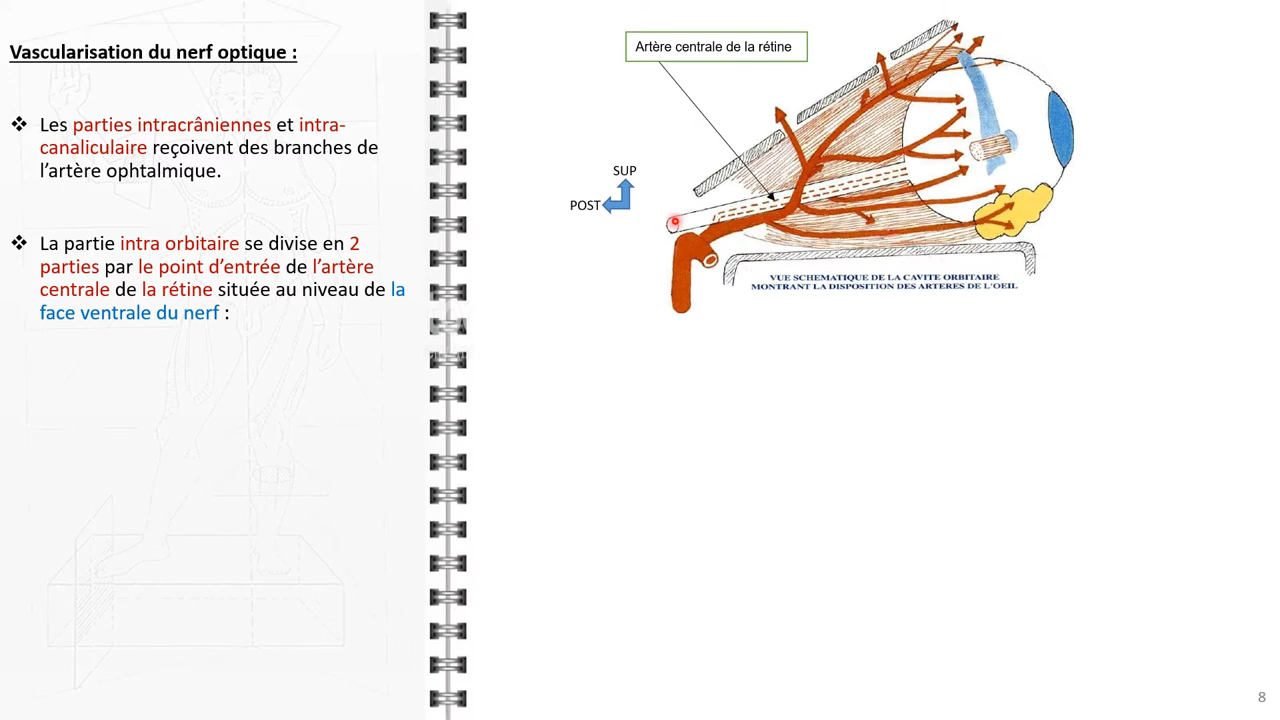 Vascularisation du nerf optique :
❖ Les parties intracrâniennes et intra-
canaliculaire reçoivent des branches de
l’artère ophtalmique.
❖ La partie intra orbitaire se divise en 2
parties par le point d’entrée de l’artère
centrale de la rétine située au niveau de la
face ventrale du nerf :
Artère centrale de la rétine
SUP
POST
VUE SCHEMATIQUE DE LA CAVITE ORBITAIRE
MONTRANT LA DISPOSITION DES ARTERES DE L'OEIL
8